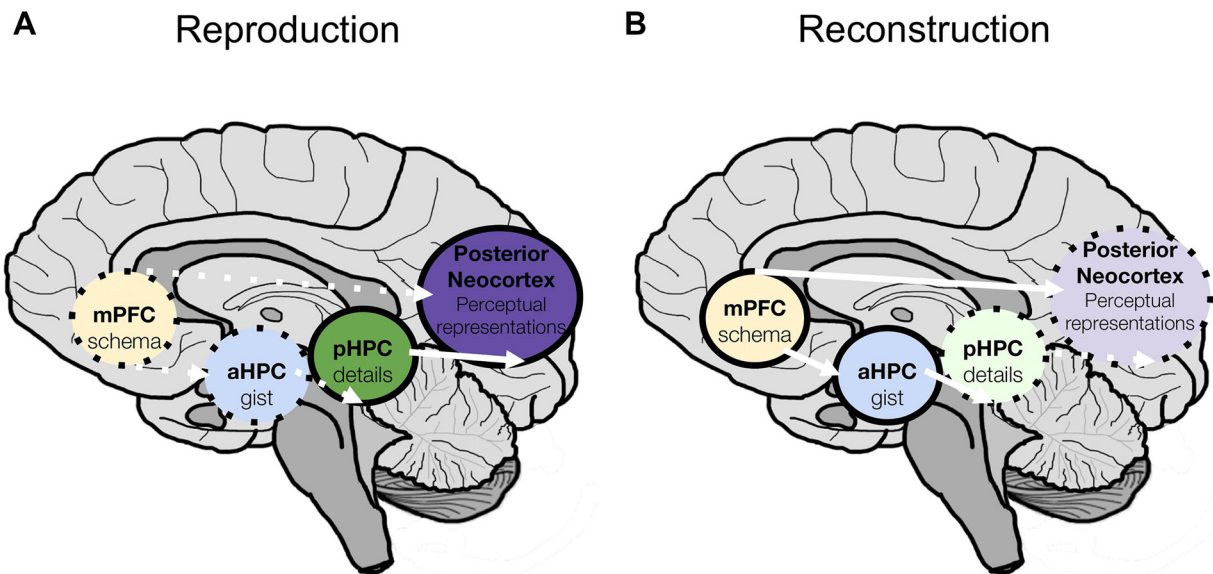 A
Reproduction
mPFC
schema
aHPC
gist
pHPC
details
Posterior
Neocortex
Perceptual
representations
B
Reconstruction
mPFC
schema
aHPC
gist
pHPC
details
Posterior
Neocortex
Perceptual
representations